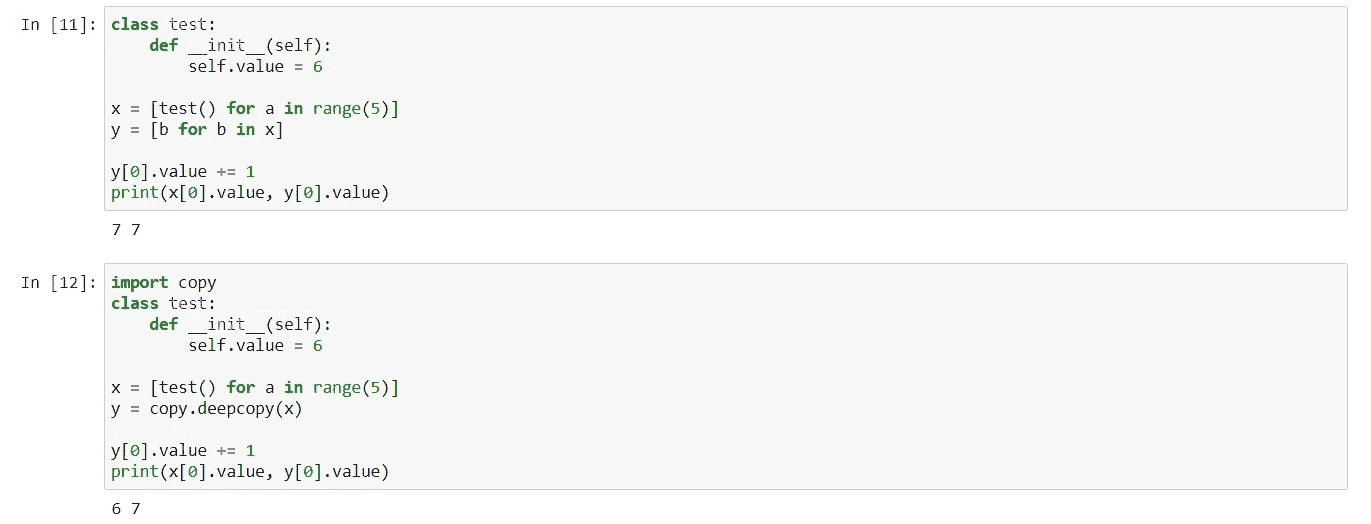 In [11]: class test:
    def __init__(self):
        self.value = 6
x = [test() for a in range(5)]
y = [b for b in x]
y[0].value += 1
print(x[0].value, y[0].value)
7 7
In [12]: import copy
class test:
    def __init__(self):
        self.value = 6
x = [test() for a in range(5)]
y = copy.deepcopy(x)
y[0].value += 1
print(x[0].value, y[0].value)
6 7